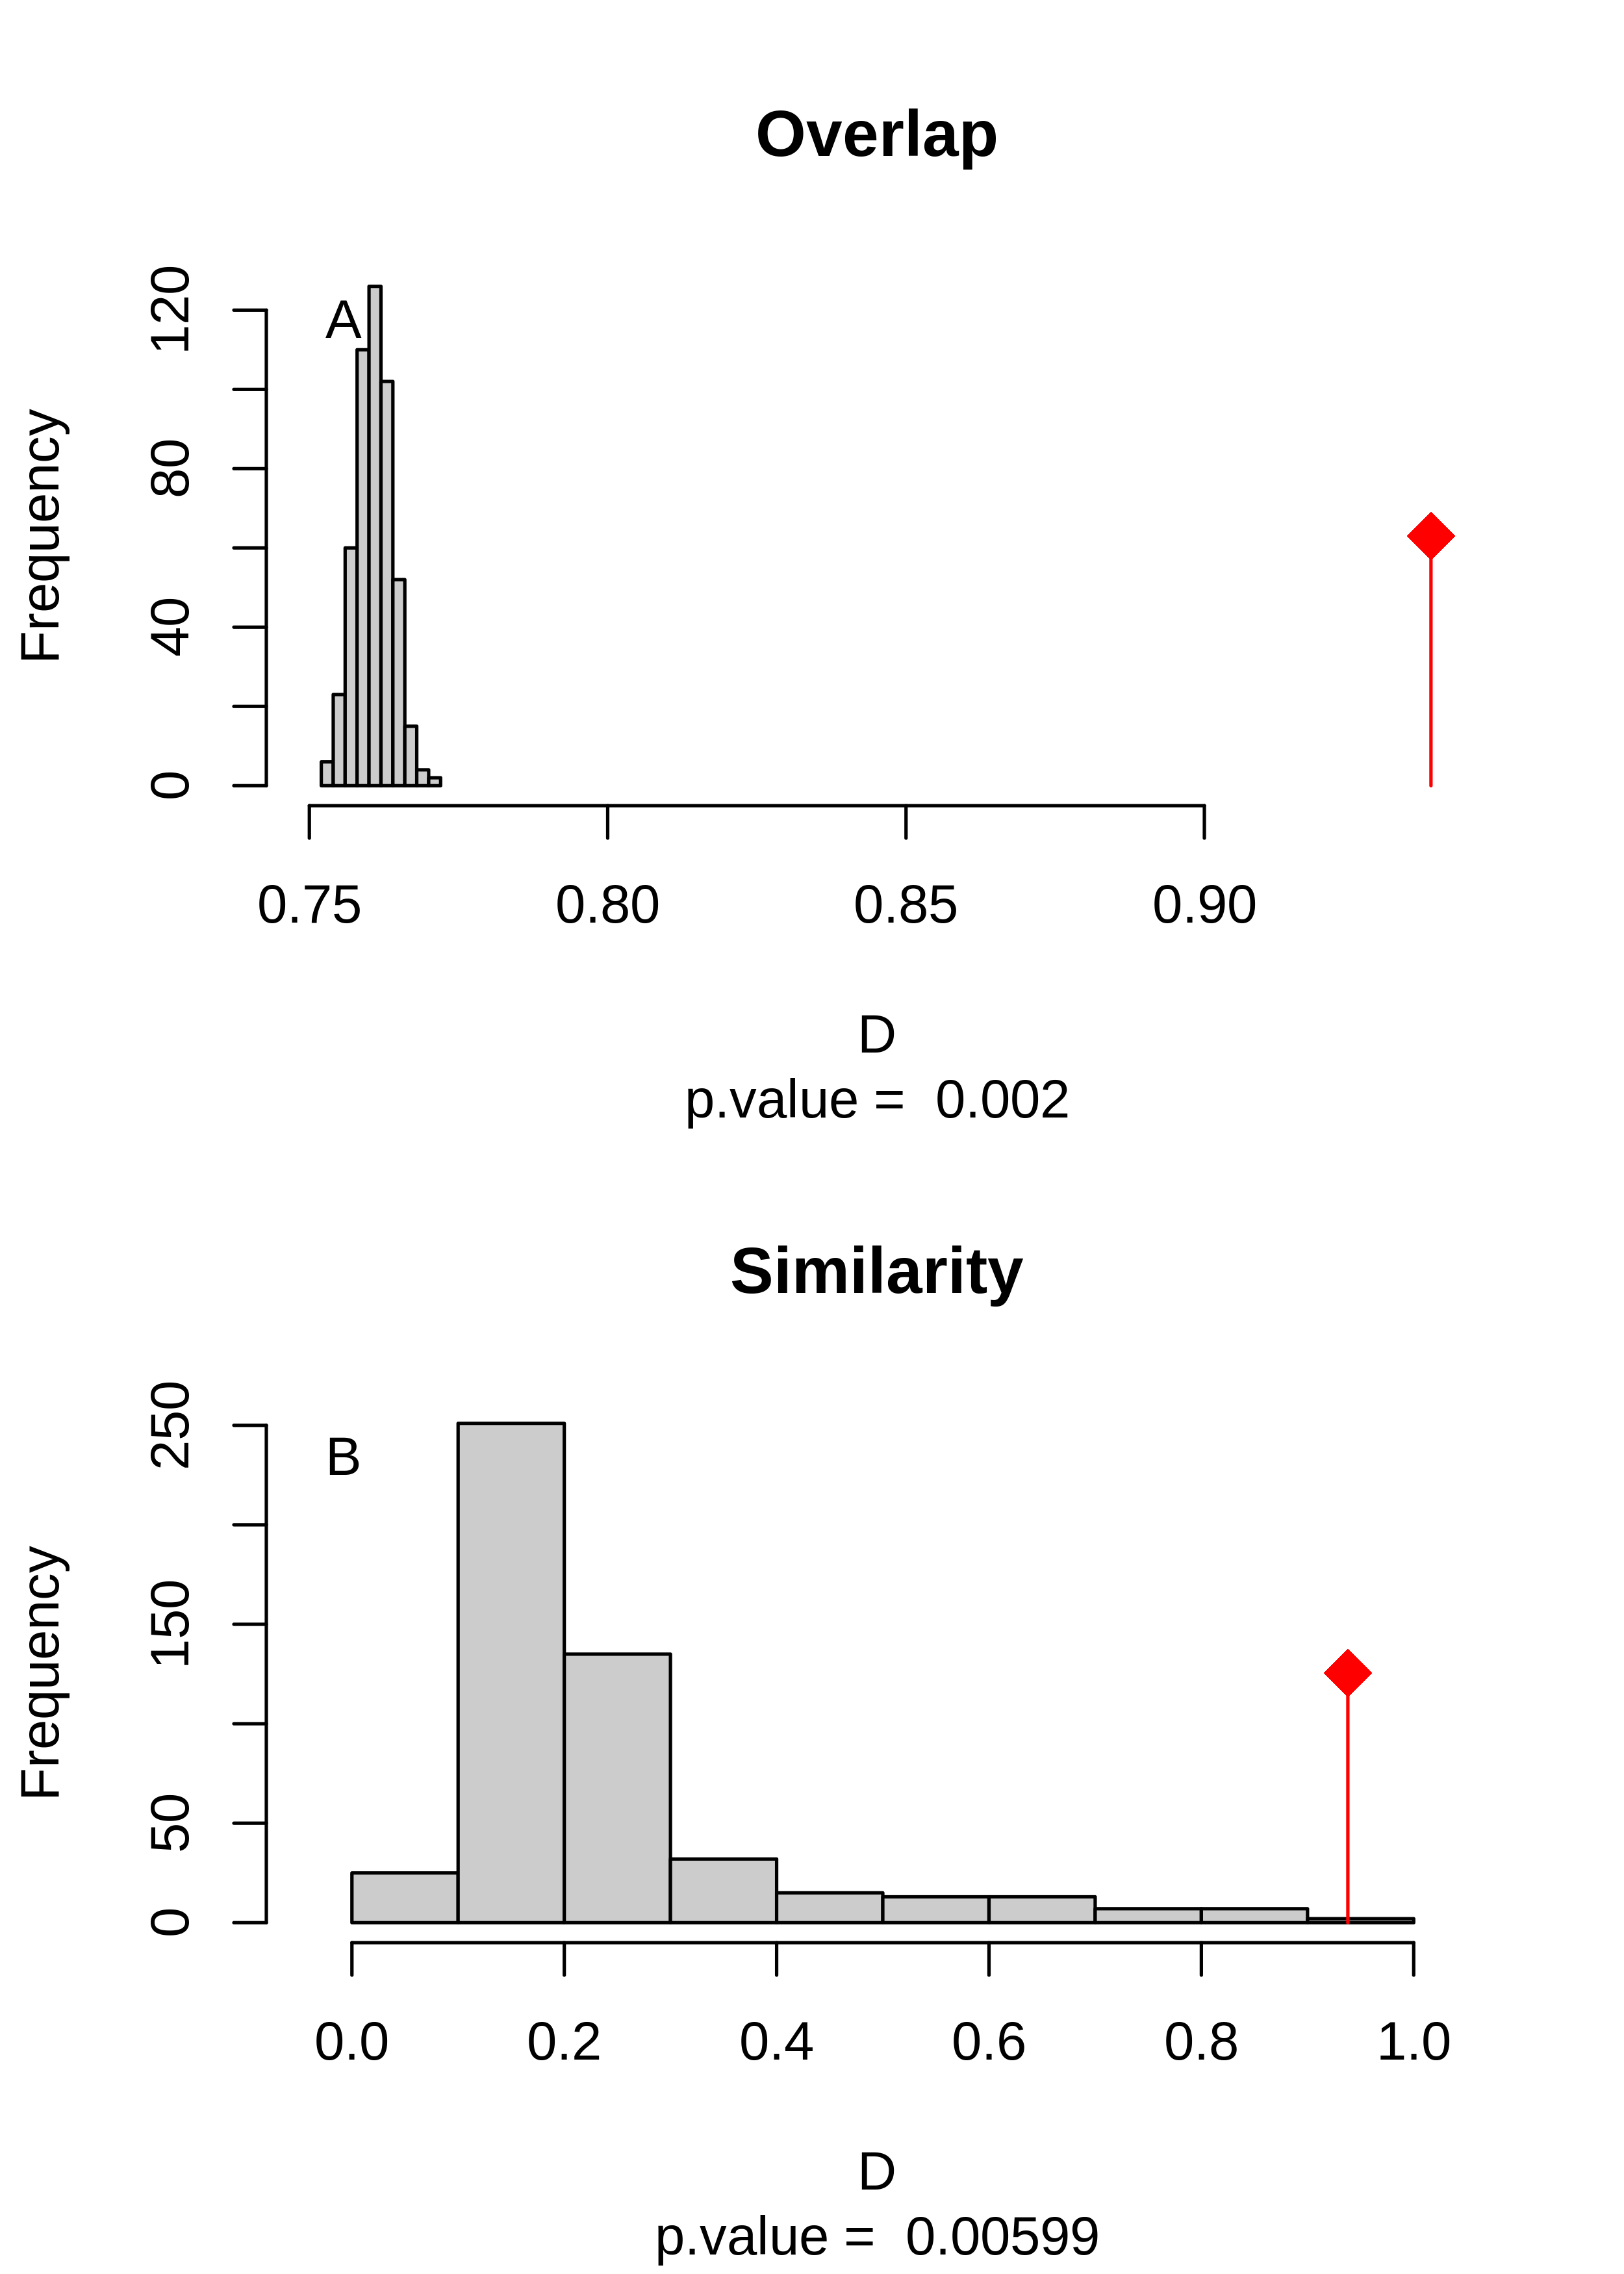 Overlap
A
120
80
40
0
Frequency
0.75 0.80 0.85 0.90
D
p.value = 0.002
Similarity
B
250
150
50
0
Frequency
0.0 0.2 0.4 0.6 0.8 1.0
D
p.value = 0.00599